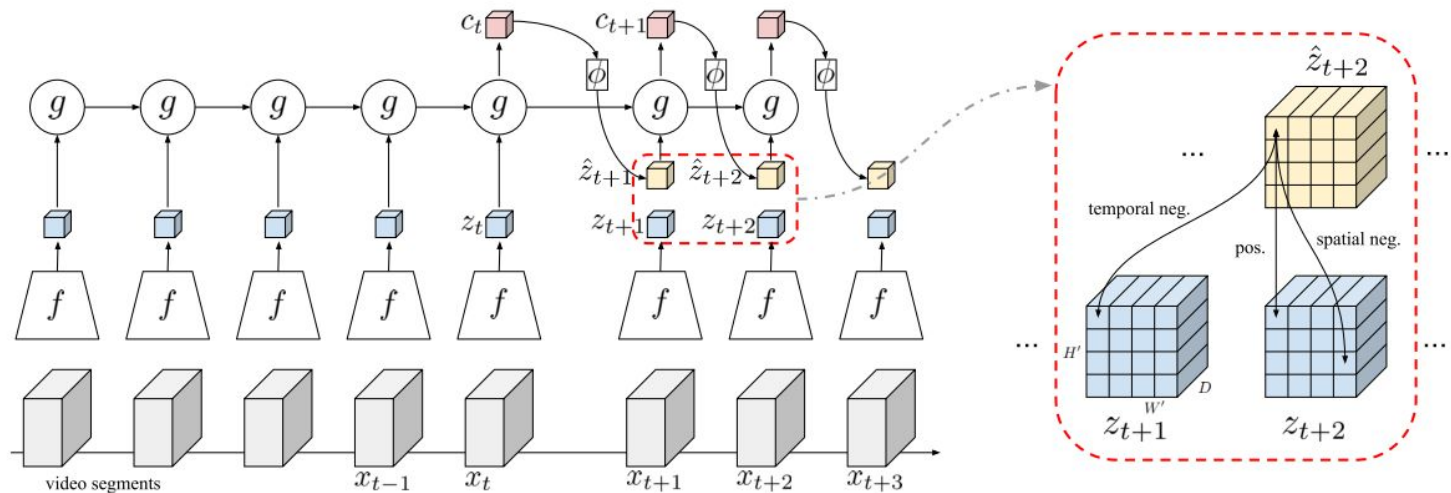 c_t c_{t+1}
ϕ ϕ ϕ
g g g g g g g
ẑ_{t+1} ẑ_{t+2}
z_t z_{t+1} z_{t+2}
f f f f f f f f
x_{t-1} x_t x_{t+1} x_{t+2} x_{t+3}
video segments
ẑ_{t+2}
... ...
temporal neg.
pos.
spatial neg.
... ...
H'
W'
D
z_{t+1} z_{t+2}